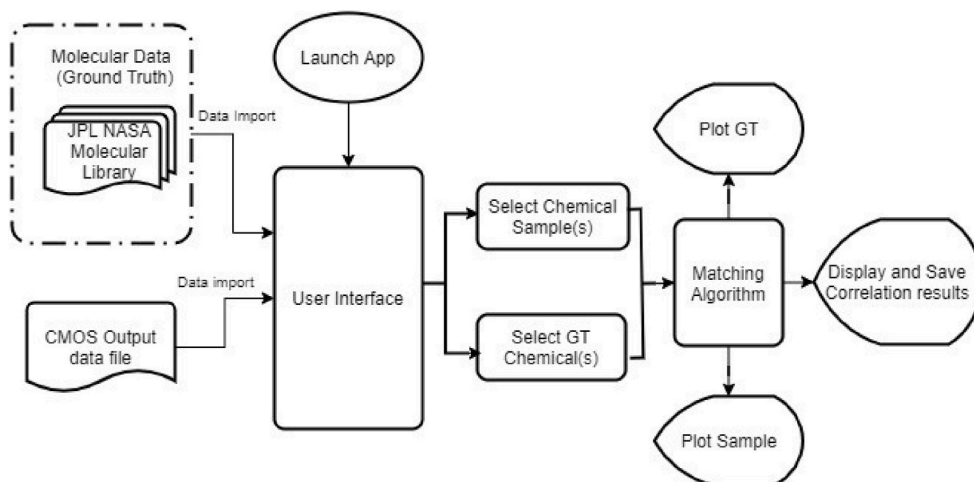 Molecular Data
(Ground Truth)
JPL NASA
Molecular
Library
Data Import
Launch App
CMOS Output
data file
Data import
User Interface
Select Chemical
Sample(s)
Select GT
Chemical(s)
Plot GT
Matching
Algorithm
Display and Save
Correlation results
Plot Sample